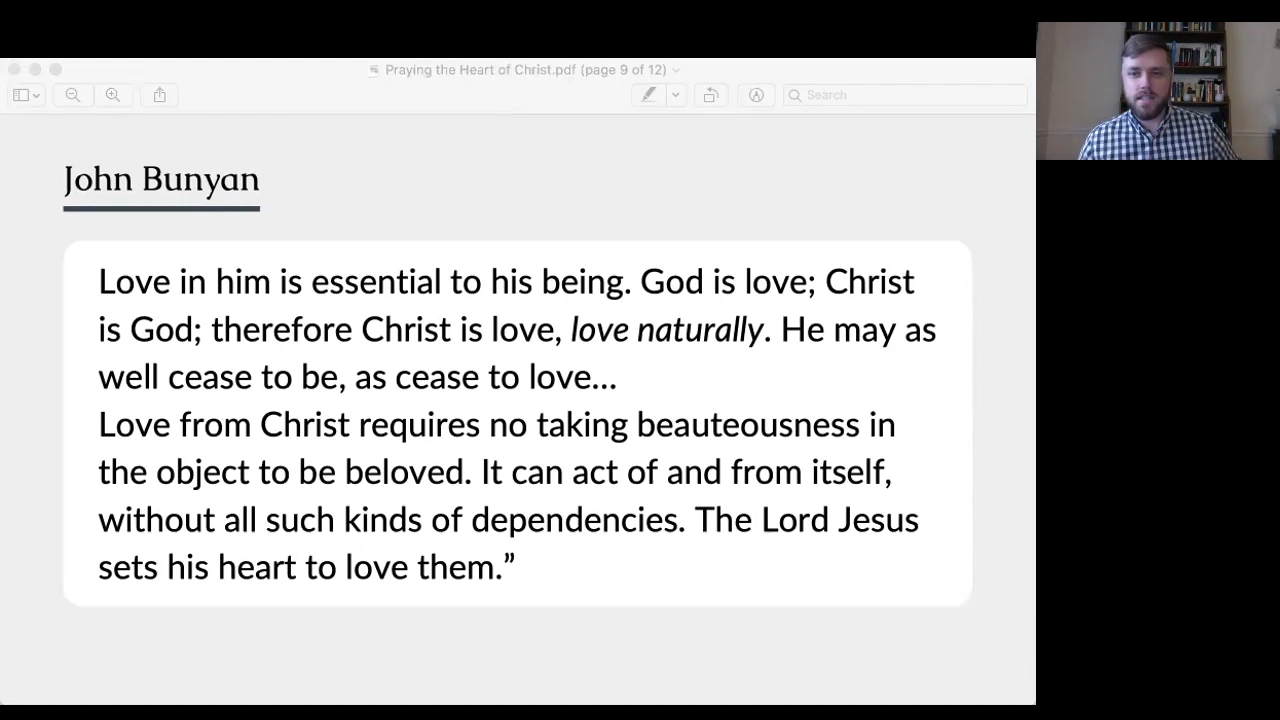 Praying the Heart of Christ.pdf (page 9 of 12)
Search
John Bunyan
Love in him is essential to his being. God is love; Christ
is God; therefore Christ is love, love naturally. He may as
well cease to be, as cease to love...
Love from Christ requires no taking beauteousness in
the object to be beloved. It can act of and from itself,
without all such kinds of dependencies. The Lord Jesus
sets his heart to love them.”